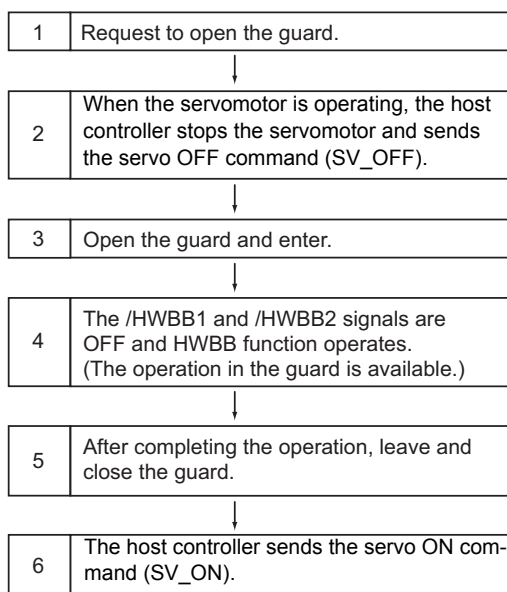 1 Request to open the guard.
2 When the servomotor is operating, the host
controller stops the servomotor and sends
the servo OFF command (SV_OFF).
3 Open the guard and enter.
4 The /HWBB1 and /HWBB2 signals are
OFF and HWBB function operates.
(The operation in the guard is available.)
5 After completing the operation, leave and
close the guard.
6 The host controller sends the servo ON com-
mand (SV_ON).